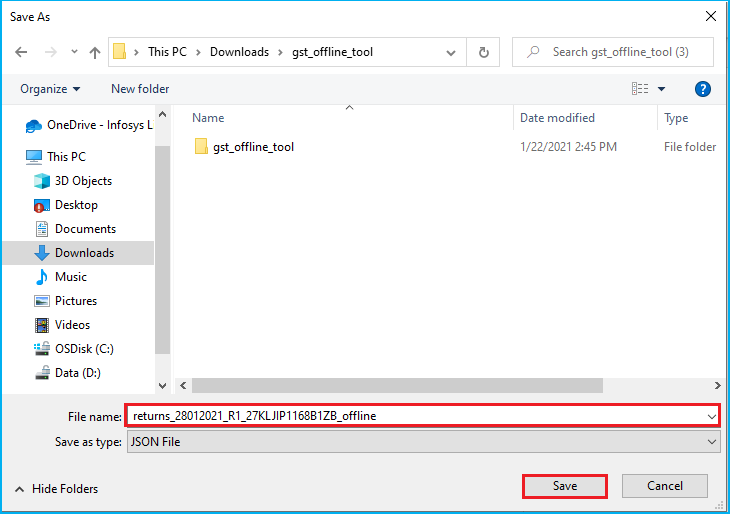 Save As
This PC > Downloads > gst_offline_tool
Search gst_offline_tool (3)
Organize
New folder
?
Name
Date modified
Type
OneDrive - Infosys L
This PC
3D Objects
Desktop
Documents
Downloads
Music
Pictures
Videos
OSDisk (C:)
Data (D:)
gst_offline_tool
1/22/2021 2:45 PM
File folder
File name: returns_28012021_R1_27KLJIP1168B1ZB_offline
Save as type: JSON File
Hide Folders
Save
Cancel